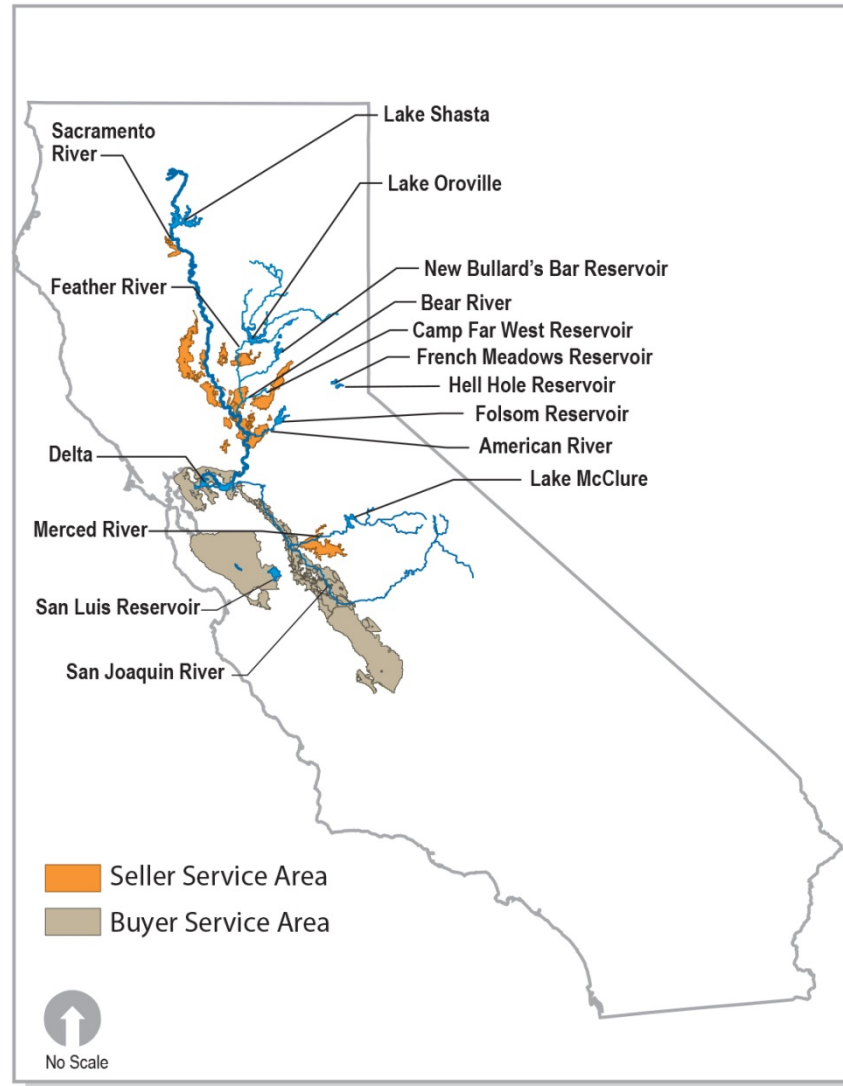 Lake Shasta
Sacramento
River
Lake Oroville
New Bullard's Bar Reservoir
Feather River
Bear River
Camp Far West Reservoir
French Meadows Reservoir
Hell Hole Reservoir
Folsom Reservoir
American River
Delta
Lake McClure
Merced River
San Luis Reservoir
San Joaquin River
Seller Service Area
Buyer Service Area
No Scale